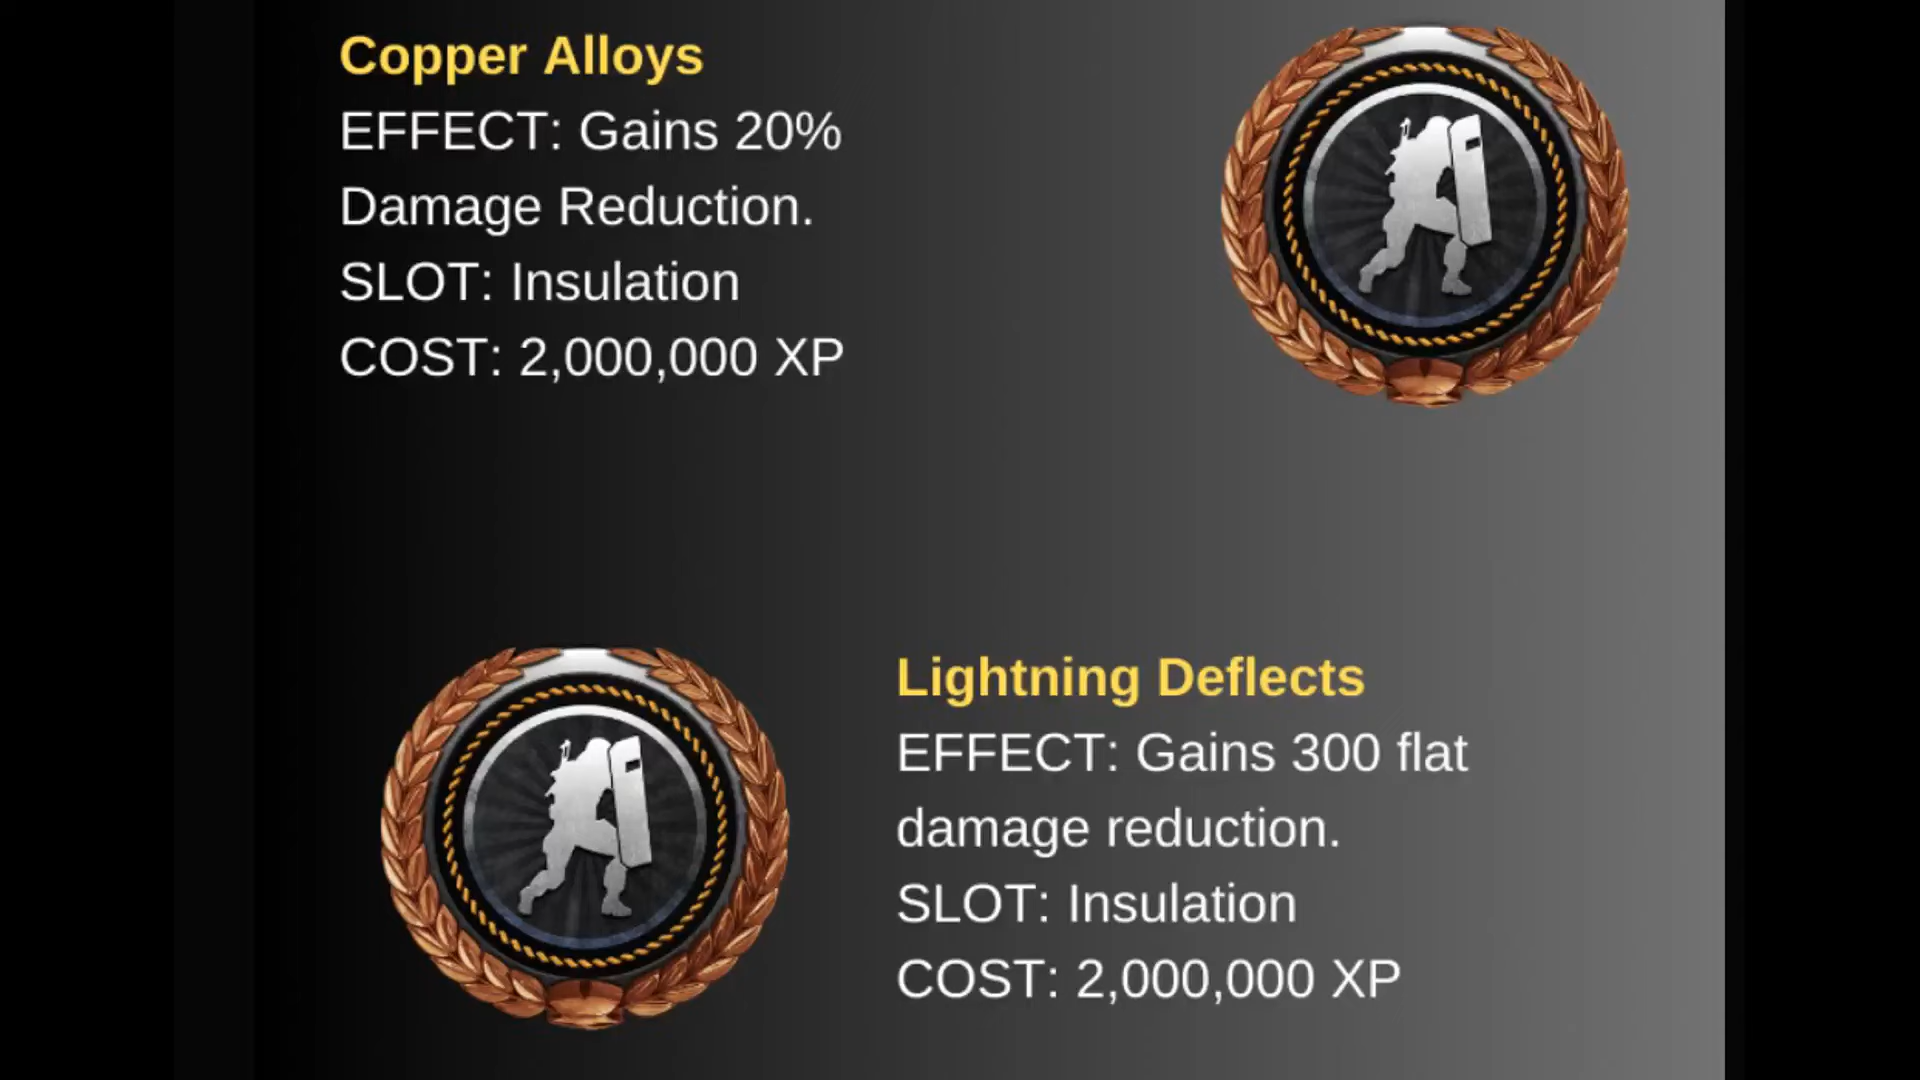 Copper Alloys
EFFECT: Gains 20%
Damage Reduction.
SLOT: Insulation
COST: 2,000,000 XP
Lightning Deflects
EFFECT: Gains 300 flat
damage reduction.
SLOT: Insulation
COST: 2,000,000 XP